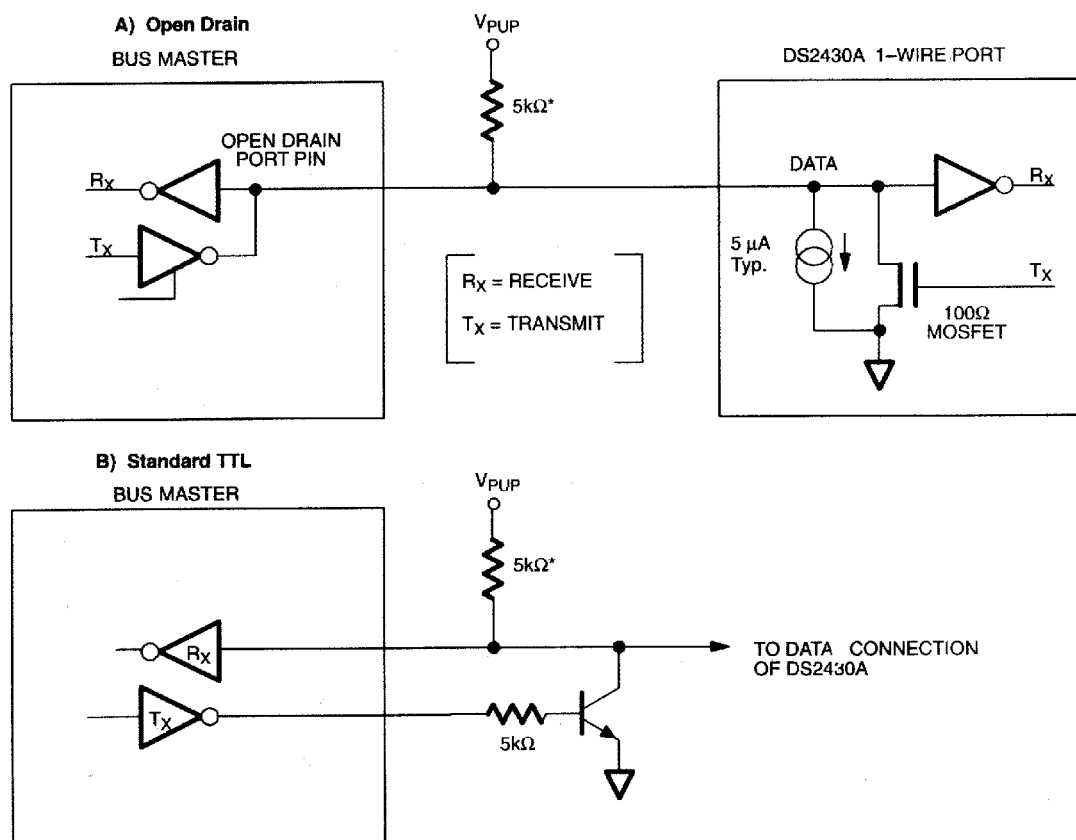 A) Open Drain
BUS MASTER
VPUP
5kΩ*
DS2430A 1–WIRE PORT
OPEN DRAIN
PORT PIN
RX
TX
DATA
RX
5 µA
Typ.
TX
100Ω
MOSFET
RX = RECEIVE
TX = TRANSMIT
B) Standard TTL
BUS MASTER
VPUP
5kΩ*
RX
TX
5kΩ
TO DATA CONNECTION
OF DS2430A